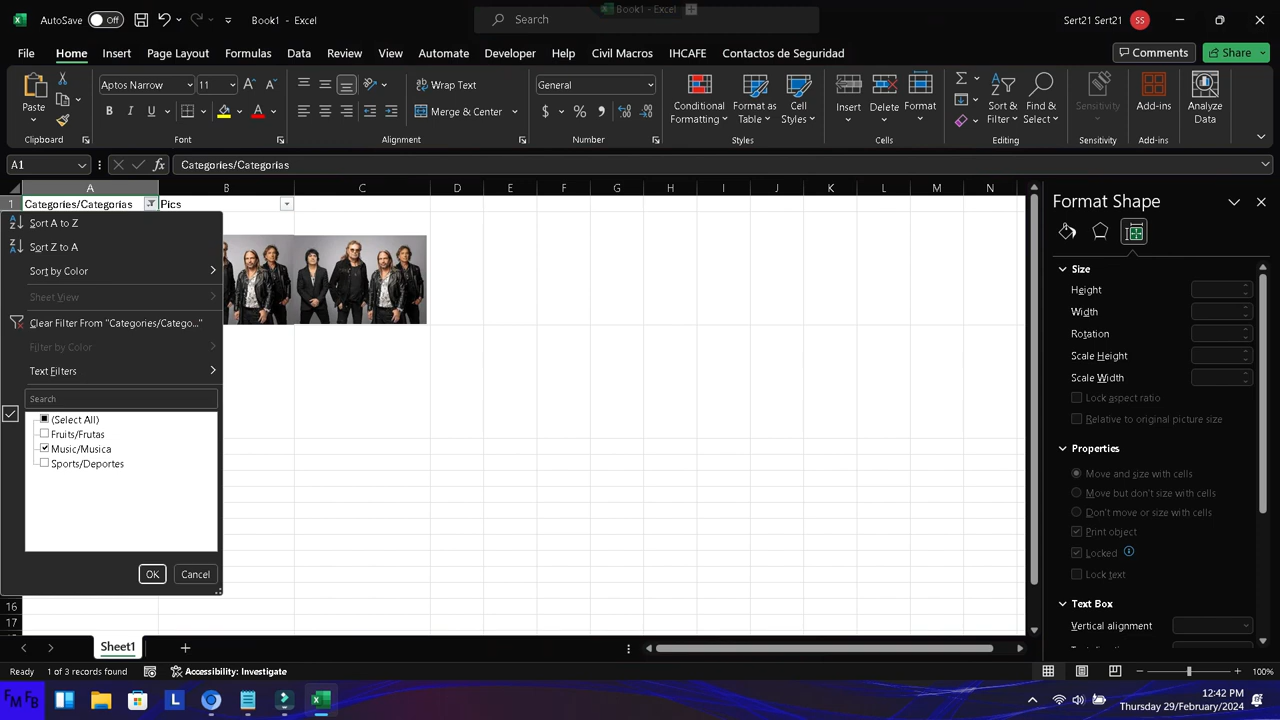 Book1 - Excel
AutoSave Off Book1 - Excel Search Sert21 Sert21 SS
File Home Insert Page Layout Formulas Data Review View Automate Developer Help Civil Macros IHCAFE Contactos de Seguridad Comments Share
Paste
Aptos Narrow 11
B I U A
Wrap Text
Merge & Center
General
$ %
Conditional Formatting
Format as Table
Cell Styles
Insert Delete Format
Sort & Filter
Find & Select
Sensitivity
Add-ins
Analyze Data
Clipboard Font Alignment Number Styles Cells Editing Sensitivity Add-ins
A1 fx Categories/Categorias
A B C D E F G H I J K L M N
1 Categories/Categorias Pics
Sort A to Z
Sort Z to A
Sort by Color
Sheet View
Clear Filter From "Categories/Catego..."
Filter by Color
Text Filters
Search
(Select All)
Fruits/Frutas
Music/Musica
Sports/Deportes
OK Cancel
16
17
Format Shape
Size
Height
Width
Rotation
Scale Height
Scale Width
Lock aspect ratio
Relative to original picture size
Properties
Move and size with cells
Move but don't size with cells
Don't move or size with cells
Print object
Locked
Lock text
Text Box
Vertical alignment
Sheet1
Ready 1 of 3 records found Accessibility: Investigate 100%
FM FB L
12:42 PM
Thursday 29/February/2024